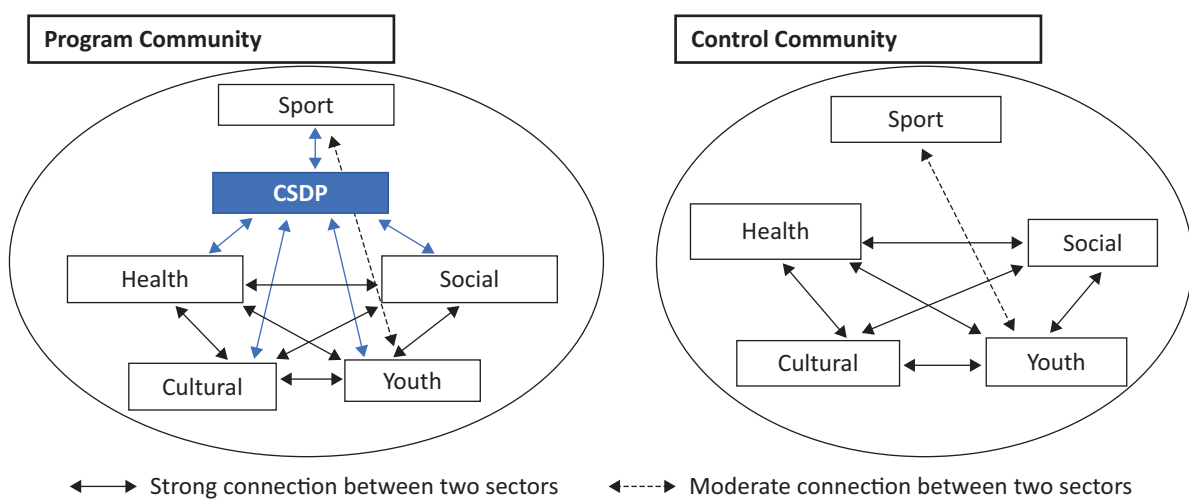 Program Community
Sport
CSDP
Health
Social
Cultural
Youth
Control Community
Sport
Health
Social
Cultural
Youth
Strong connection between two sectors
Moderate connection between two sectors